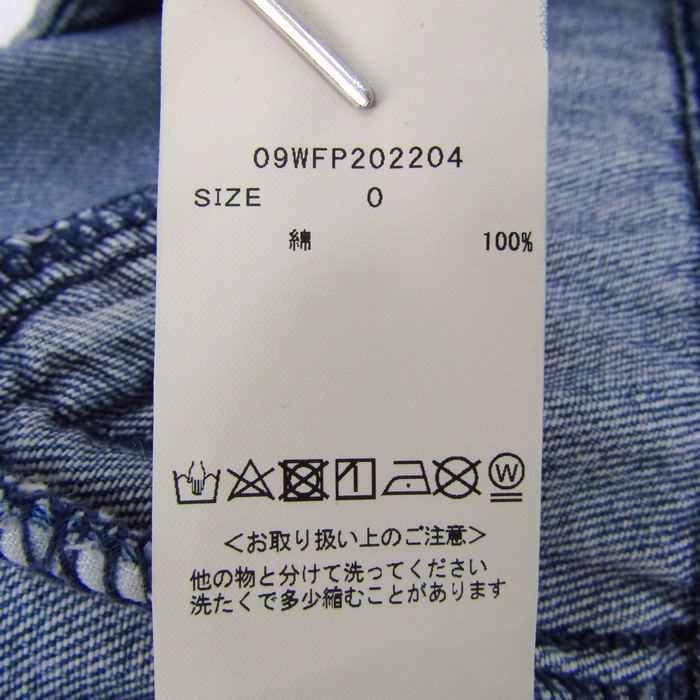 09WFP202204
SIZE 0
綿 100%
W
<お取り扱い上のご注意>
他の物と分けて洗ってください
洗たくで多少縮むことがあります